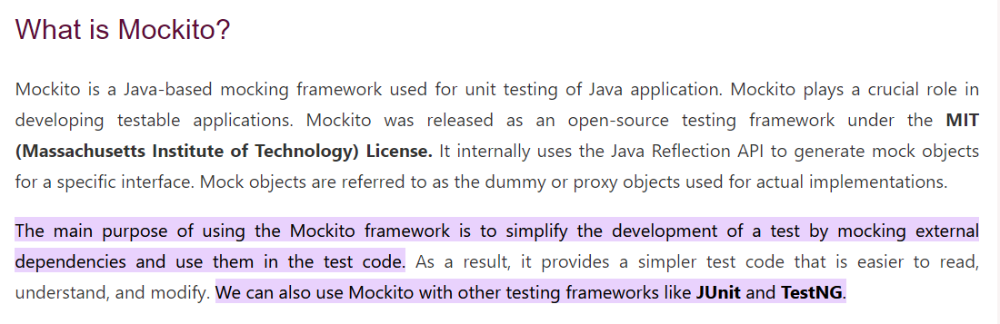 What is Mockito?
Mockito is a Java-based mocking framework used for unit testing of Java application. Mockito plays a crucial role in
developing testable applications. Mockito was released as an open-source testing framework under the MIT
(Massachusetts Institute of Technology) License. It internally uses the Java Reflection API to generate mock objects
for a specific interface. Mock objects are referred to as the dummy or proxy objects used for actual implementations.
The main purpose of using the Mockito framework is to simplify the development of a test by mocking external
dependencies and use them in the test code. As a result, it provides a simpler test code that is easier to read,
understand, and modify. We can also use Mockito with other testing frameworks like JUnit and TestNG.